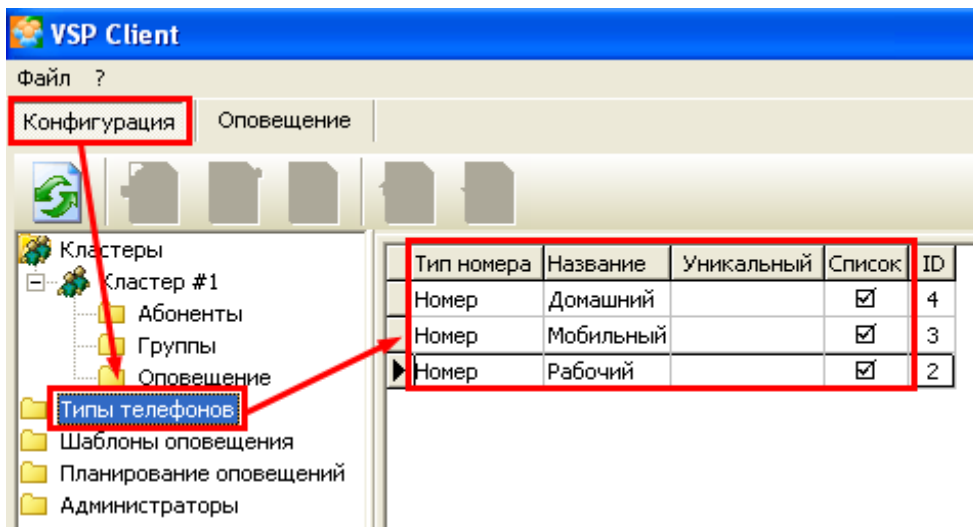 VSP Client
Файл ?
Конфигурация Оповещение
Кластеры
Кластер #1
Абоненты
Группы
Оповещение
Типы телефонов
Шаблоны оповещения
Планирование оповещений
Администраторы
Тип номера Название Уникальный Список ID
Номер Домашний 4
Номер Мобильный 3
Номер Рабочий 2